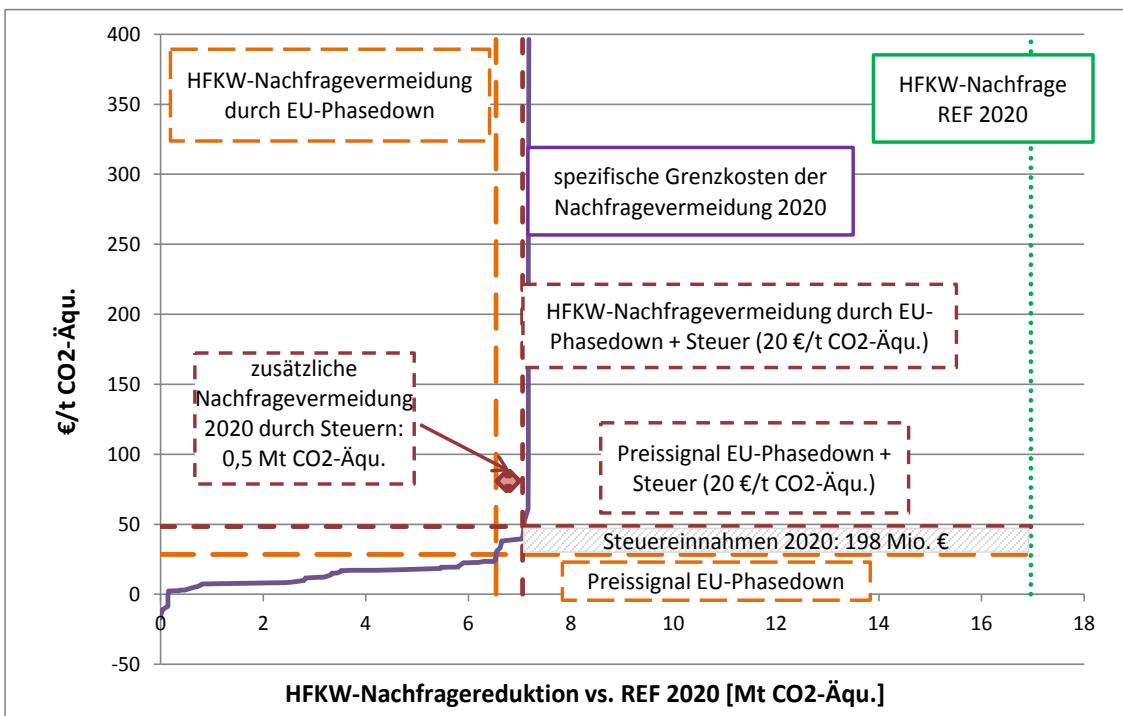 400
350
300
250
200
150
100
50
0
-50
€/t CO2-Äqu.
HFKW-Nachfragevermeidung
durch EU-Phasedown
HFKW-Nachfrage
REF 2020
spezifische Grenzkosten der
Nachfragevermeidung 2020
HFKW-Nachfragevermeidung durch EU-
Phasedown + Steuer (20 €/t CO2-Äqu.)
zusätzliche
Nachfragevermeidung
2020 durch Steuern:
0,5 Mt CO2-Äqu.
Preissignal EU-Phasedown +
Steuer (20 €/t CO2-Äqu.)
Steuereinnahmen 2020: 198 Mio. €
Preissignal EU-Phasedown
0 2 4 6 8 10 12 14 16 18
HFKW-Nachfragereduktion vs. REF 2020 [Mt CO2-Äqu.]